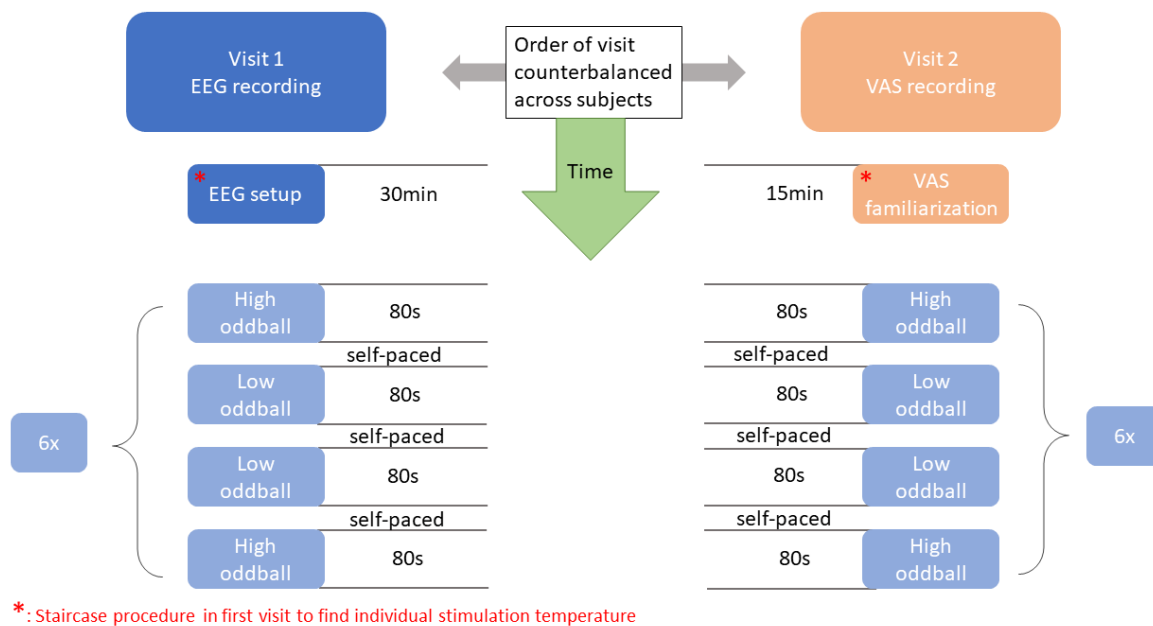 Visit 1
EEG recording
Order of visit
counterbalanced
across subjects
Visit 2
VAS recording
Time
*
EEG setup
30min
15min
*
VAS
familiarization
High
oddball
80s
80s
High
oddball
self-paced
self-paced
Low
oddball
80s
80s
Low
oddball
6x
self-paced
self-paced
6x
Low
oddball
80s
80s
Low
oddball
self-paced
self-paced
High
oddball
80s
80s
High
oddball
*: Staircase procedure in first visit to find individual stimulation temperature